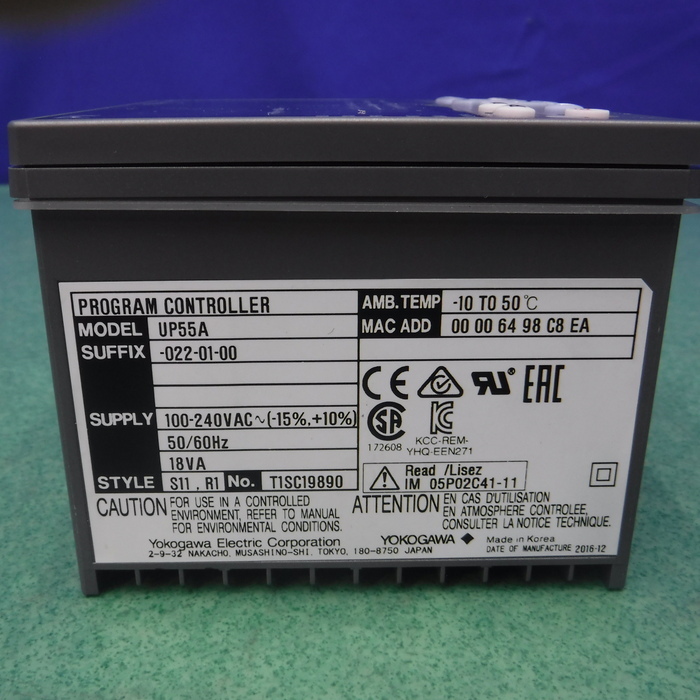 PROGRAM CONTROLLER
AMB.TEMP -10 TO 50℃
MODEL UP55A
MAC ADD 00 00 64 98 C8 EA
SUFFIX -022-01-00
SUPPLY 100-240VAC～(-15%,+10%)
50/60Hz
18VA
STYLE S11 , R1 No. T1SC19890
CE
EAC
SA
172608
KCC-REM-
YHQ-EEN271
Read /Lisez
IM 05P02C41-11
CAUTION FOR USE IN A CONTROLLED
ENVIRONMENT, REFER TO MANUAL
FOR ENVIRONMENTAL CONDITIONS.
ATTENTION EN CAS D'UTILISATION
EN ATMOSPHERE CONTROLEE,
CONSULTER LA NOTICE TECHNIQUE.
Yokogawa Electric Corporation
2-9-32 NAKACHO, MUSASHINO-SHI, TOKYO, 180-8750 JAPAN
YOKOGAWA ◆
Made in Korea
DATE OF MANUFACTURE 2016-12